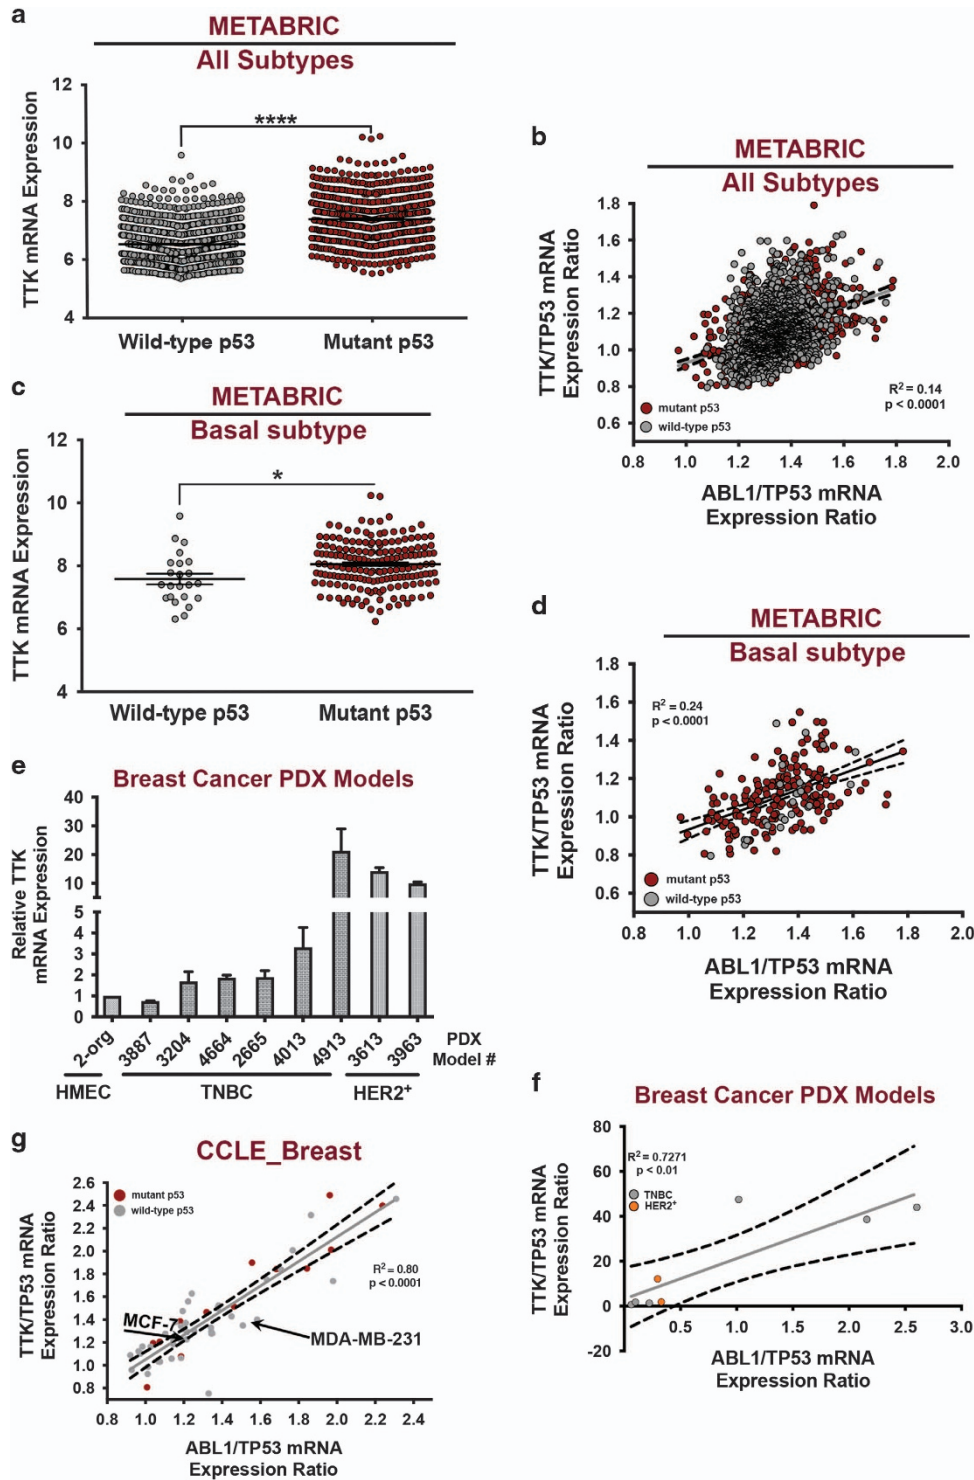 a
METABRIC
All Subtypes
TTK mRNA Expression
12
10
8
6
4
****
Wild-type p53
Mutant p53
b
METABRIC
All Subtypes
TTK/TP53 mRNA
Expression Ratio
1.8
1.6
1.4
1.2
1.0
0.8
0.6
R² = 0.14
p < 0.0001
mutant p53
wild-type p53
0.8 1.0 1.2 1.4 1.6 1.8 2.0
ABL1/TP53 mRNA
Expression Ratio
c
METABRIC
Basal subtype
TTK mRNA Expression
12
10
8
6
4
*
Wild-type p53
Mutant p53
d
METABRIC
Basal subtype
TTK/TP53 mRNA
Expression Ratio
1.8
1.6
1.4
1.2
1.0
0.8
0.6
R² = 0.24
p < 0.0001
mutant p53
wild-type p53
0.8 1.0 1.2 1.4 1.6 1.8 2.0
ABL1/TP53 mRNA
Expression Ratio
e
Breast Cancer PDX Models
Relative TTK
mRNA Expression
40
30
20
10
5
4
3
2
1
0
2-org 3887 3204 4664 2665 4013 4913 3613 3963
PDX
Model #
HMEC TNBC HER2⁺
f
Breast Cancer PDX Models
TTK/TP53 mRNA
Expression Ratio
80
60
40
20
0
-20
R² = 0.7271
p < 0.01
TNBC
HER2⁺
0.5 1.0 1.5 2.0 2.5 3.0
ABL1/TP53 mRNA
Expression Ratio
g
CCLE_Breast
TTK/TP53 mRNA
Expression Ratio
2.6
2.4
2.2
2.0
1.8
1.6
1.4
1.2
1.0
0.8
mutant p53
wild-type p53
R² = 0.80
p < 0.0001
MCF-7
MDA-MB-231
0.8 1.0 1.2 1.4 1.6 1.8 2.0 2.2 2.4
ABL1/TP53 mRNA
Expression Ratio